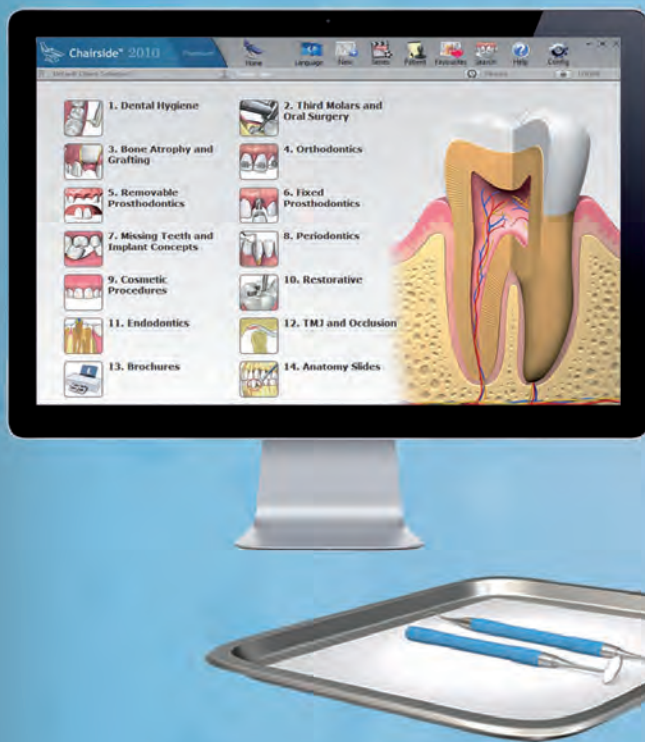 Chairside™ 2010 Premium
Home
Language
New
Series
Patient
Favourites
Search
Help
Config
1. Dental Hygiene
2. Third Molars and
Oral Surgery
3. Bone Atrophy and
Grafting
4. Orthodontics
5. Removable
Prosthodontics
6. Fixed
Prosthodontics
7. Missing Teeth and
Implant Concepts
8. Periodontics
9. Cosmetic
Procedures
10. Restorative
11. Endodontics
12. TMJ and Occlusion
13. Brochures
14. Anatomy Slides